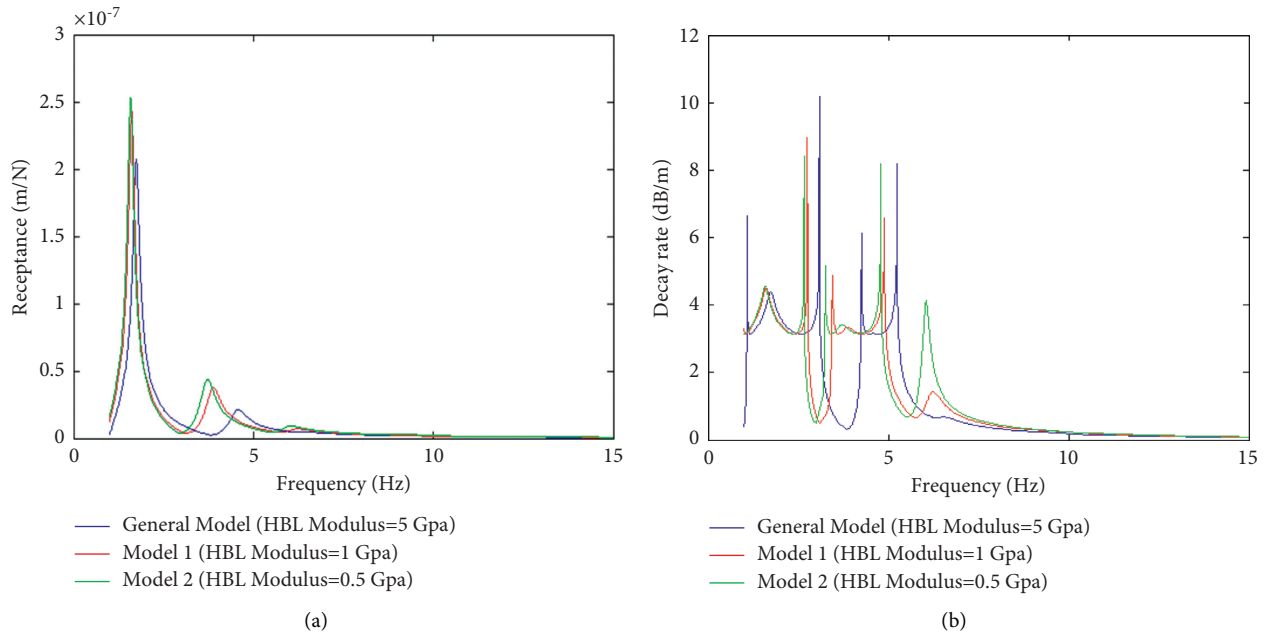 ×10⁻⁷
3
2.5
2
1
1
0.5
0
Receptance (m/N)
5
10
15
Frequency (Hz)
General Model (HBL Modulus=5 Gpa)
Model 1 (HBL Modulus=1 Gpa)
Model 2 (HBL Modulus=0.5 Gpa)
(a)
12
10
8
6
4
2
0
Decay rate (dB/m)
0
5
10
15
Frequency (Hz)
General Model (HBL Modulus=5 Gpa)
Model 1 (HBL Modulus=1 Gpa)
Model 2 (HBL Modulus=0.5 Gpa)
(b)